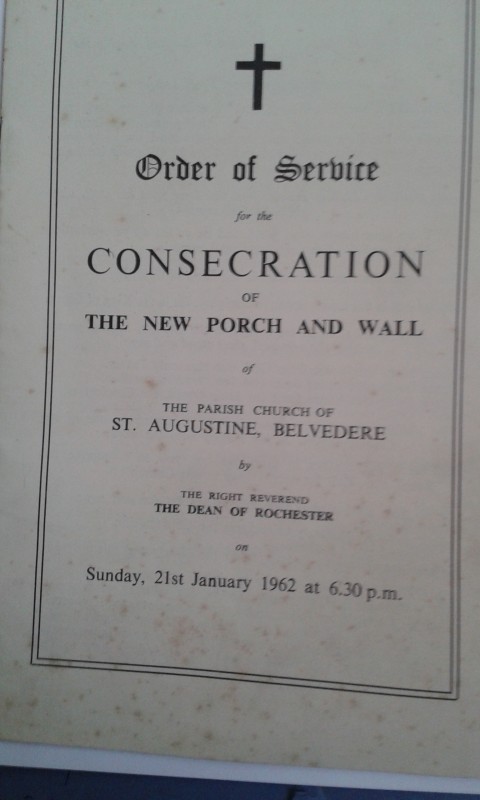 Order of Service
for the
CONSECRATION
OF
THE NEW PORCH AND WALL
of
THE PARISH CHURCH OF
ST. AUGUSTINE, BELVEDERE
by
THE RIGHT REVEREND
THE DEAN OF ROCHESTER
on
Sunday, 21st January 1962 at 6.30 p.m.